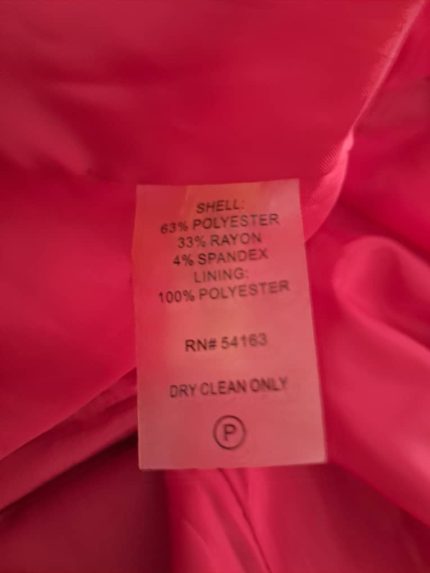 SHELL:
63% POLYESTER
33% RAYON
4% SPANDEX
LINING:
100% POLYESTER
RN# 54163
DRY CLEAN ONLY
P